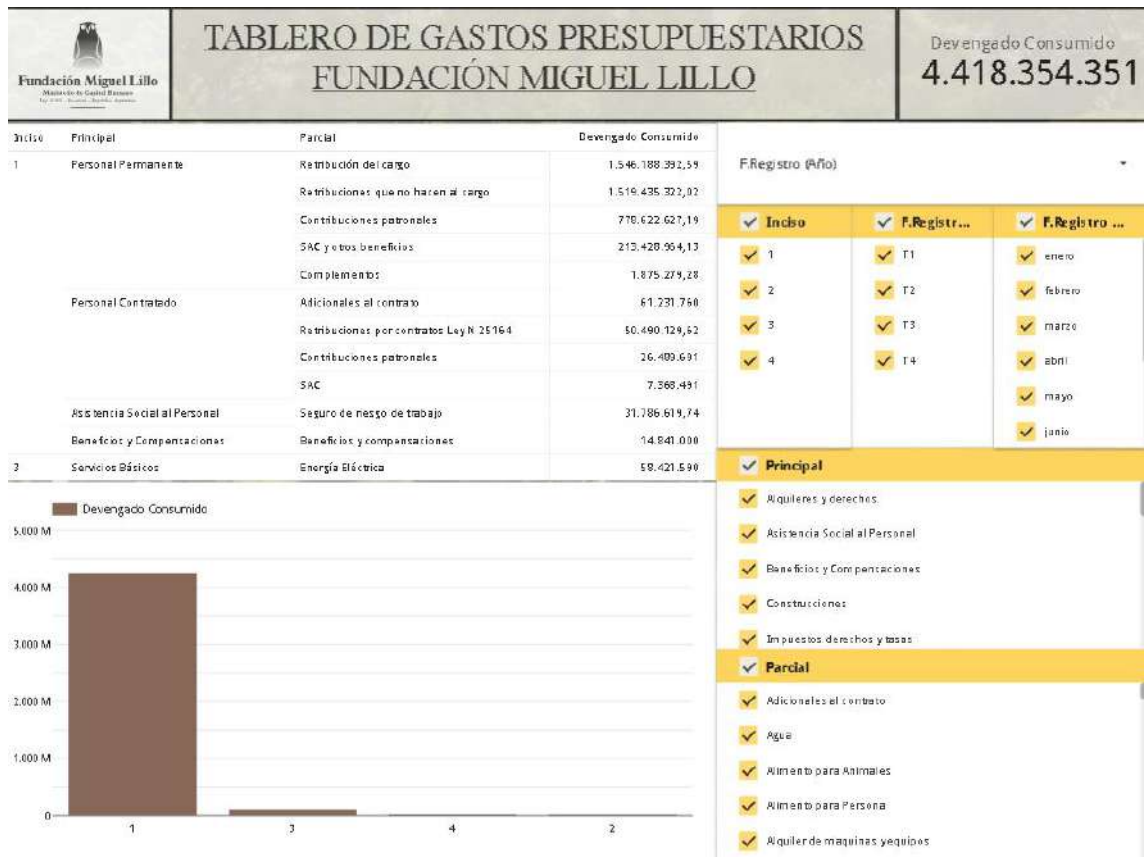 Fundación Miguel Lillo
Ministerio de Capital Humano
TABLERO DE GASTOS PRESUPUESTARIOS
FUNDACIÓN MIGUEL LILLO
Devengado Consumido
4.418.354.351
Inciso Principal Parcial Devengado Consumido
1 Personal Permanente Retribución del cargo 1.546.188.392,59
Retribuciones que no hacen al cargo 1.519.435.322,02
Contribuciones patronales 778.622.627,19
SAC y otros beneficios 213.428.964,13
Complementos 1.875.279,28
Personal Contratado Adicionales al contrato 61.231.760
Retribuciones por contratos Ley N 25164 50.490.129,62
Contribuciones patronales 26.489.691
SAC 7.368.491
Asistencia Social al Personal Seguro de riesgo de trabajo 31.786.619,74
Beneficios y Compensaciones Beneficios y compensaciones 14.841.000
3 Servicios Básicos Energía Eléctrica 58.421.590
F.Registro (Año)
Inciso F.Registr... F.Registro ...
1 T1 enero
2 T2 febrero
3 T3 marzo
4 T4 abril
mayo
junio
Principal
Alquileres y derechos
Asistencia Social al Personal
Beneficios y Compensaciones
Construcciones
Impuestos derechos y tasas
Parcial
Adicionales al contrato
Agua
Alimento para Animales
Alimento para Persona
Alquiler de maquinas y equipos
Devengado Consumido
5.000 M
4.000 M
3.000 M
2.000 M
1.000 M
0
1 3 4 2